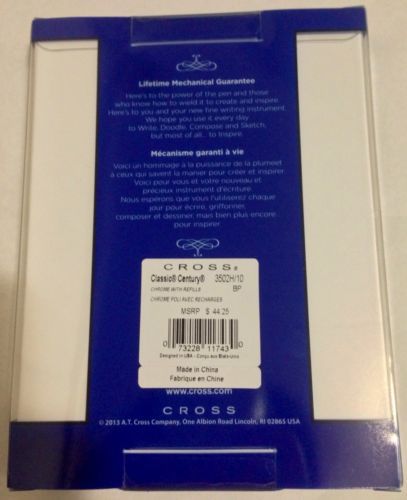 Lifetime Mechanical Guarantee
Here's to the power of the pen and those
who know how to wield it to create and inspire.
Here's to you and your new fine writing instrument.
We hope you use it every day
to Write, Doodle, Compose and Sketch,
but most of all... to Inspire.
Mécanisme garanti à vie
Voici un hommage à la puissance de la plume et
à ceux qui savent la manier pour créer et inspirer.
Voici pour vous et votre nouveau et
précieux instrument d'écriture.
Nous espérons que vous l'utiliserez chaque
jour pour écrire, griffonner,
composer et dessiner, mais bien plus encore...
pour inspirer.
CROSS®
Classic® Century® 3502H/10
CHROME WITH REFILLS BP
CHROME POLI AVEC RECHARGES
MSRP $ 44.25
0 73228 11743 0
Designed in USA - Conçu aux États-Unis
Made in China
Fabriqué en Chine
www.cross.com
CROSS
©2013 A.T. Cross Company, One Albion Road Lincoln, RI 02865 USA